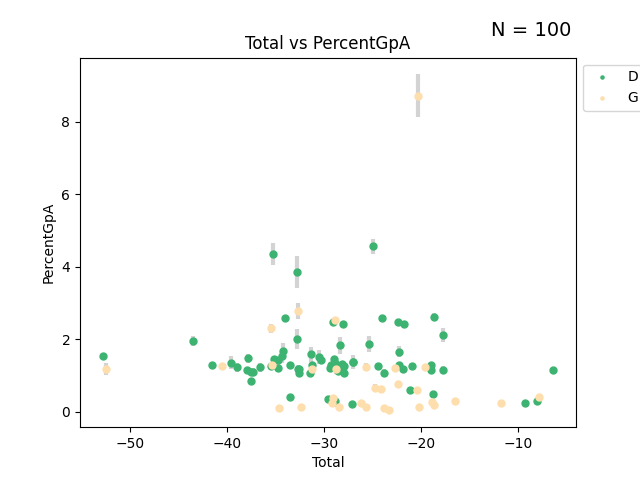 N = 100
Total vs PercentGpA
D
G
PercentGpA
8
6
4
2
0
−50
−40
−30
−20
−10
Total